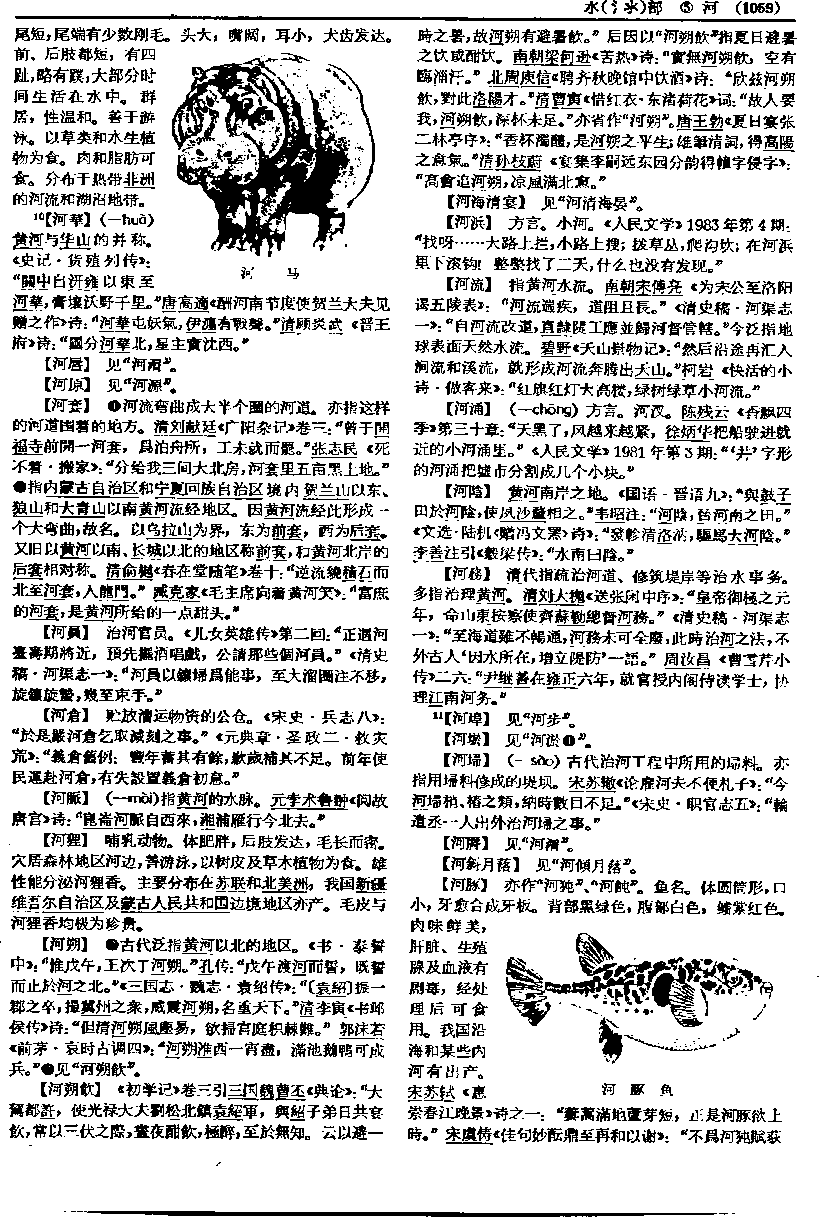 水(氵氺)部 ⑤ 河 (1059)
尾短,尾端有少数刚毛。头大,嘴阔,耳小,犬齿发达。
前、后肢都短,有四
趾,略有蹼,大部分时
间生活在水中。群
居,性温和。善于游
泳。以草类和水生植
物为食。肉和脂肪可
食。分布于热带非洲
的河流和湖沼地带。
河 马
10【河華】(—huà)
黄河与华山的并称。
《史记·货殖列传》:
“關中自汧雍以東至
河華,膏壤沃野千里。”唐高適《酬河南节度使贺兰大夫见
赠之作》诗:“河華屯妖氣,伊瀍有戰聲。”清顾炎武《晋王
府》诗:“國分河華北,星主實沈西。”
【河唇】 见“河漘”。
【河原】 见“河源”。
【河套】 ❶河流弯曲成大半个圈的河道。亦指这样
的河道围着的地方。清刘献廷《广阳杂记》卷三:“曾于開
福寺前開一河套,爲泊舟所,工未就而罷。”张志民《死
不着·搬家》:“分给我三间大北房,河套里五亩黑土地。”
❷指内蒙古自治区和宁夏回族自治区境内贺兰山以东、
狼山和大青山以南黄河流经地区。因黄河流经此形成一
个大弯曲,故名。以乌拉山为界,东为前套,西为后套。
又旧以黄河以南、长城以北的地区称前套,和黄河北岸的
后套相对称。清俞樾《春在堂随笔》卷十:“逆流繞積石而
北至河套,入龍門。”臧克家《毛主席向着黄河笑》:“富庶
的河套,是黄河所给的一点甜头。”
【河員】 治河官员。《儿女英雄传》第二回:“正遇河
臺壽期將近,預先擺酒唱戲,公請那些個河員。”《清史
稿·河渠志一》:“河員以鑲埽爲能事,至大溜圈注不移,
旋鑲旋蟄,幾至束手。”
【河倉】 贮放漕运物资的公仓。《宋史·兵志八》:
“於是嚴河倉乞取減刻之事。”《元典章·圣政二·救灾
荒》:“義倉舊例:豐年蓄其有餘,歉歲補其不足。前年使
民運赴河倉,有失設置義倉初意。”
【河脈】 (—mài)指黄河的水脉。元孛术鲁翀《阅故
唐宫》诗:“崑崙河脈自西來,湘浦雁行今北去。”
【河狸】 哺乳动物。体肥胖,后肢发达,毛长而密。
穴居森林地区河边,善游泳,以树皮及草木植物为食。雄
性能分泌河狸香。主要分布在苏联和北美洲,我国新疆
维吾尔自治区及蒙古人民共和国边境地区亦产。毛皮与
河狸香均极为珍贵。
【河朔】 ❶古代泛指黄河以北的地区。《书·泰誓
中》:“惟戊午,王次于河朔。”孔传:“戊午渡河而誓,既誓
而止於河之北。”《三国志·魏志·袁绍传》:“〔袁紹〕振一
郡之卒,撮冀州之衆,威震河朔,名重天下。”清李寅《书邺
侯传》诗:“但清河朔風塵易,欲掃宫庭枳棘難。”郭沫若
《前茅·哀时古调四》:“河朔淮西一宵盡,滿池鵝鴨可成
兵。”❷见“河朔飲”。
【河朔飲】 《初学记》卷三引三国魏曹丕《典论》:“大
駕都許,使光禄大夫劉松北鎮袁紹軍,與紹子弟日共宴
飲,常以三伏之際,晝夜酣飲,極醉,至於無知。云以避一
時之暑,故河朔有避暑飲。”后因以“河朔飲”指夏日避暑
之饮或酣饮。南朝梁何逊《苦热》诗:“實無河朔飲,空有
臨淄汗。”北周庾信《聘齐秋晚馆中饮酒》诗:“欣兹河朔
飲,對此洛陽才。”清曹寅《惜红衣·东渚荷花》词:“故人要
我,河朔飲,深杯未足。”亦省作“河朔”。唐王勃《夏日宴张
二林亭序》:“香杯濁醴,是河朔之平生;雄筆清詞,得高陽
之意氣。”清孙枝蔚《宴集李嗣远东园分韵得帷字侵字》:
“高會追河朔,凉風滿北窗。”
【河海清宴】 见“河清海晏”。
【河浜】 方言。小河。《人民文学》1983年第4期:
“找呀……大路上拦,小路上搜;拨草丛,爬沟坎;在河浜
里下滚钩!整整找了二天,什么也没有发现。”
【河流】 指黄河水流。南朝宋傅亮《为宋公至洛阳
谒五陵表》:“河流遄疾,道阻且長。”《清史稿·河渠志
一》:“自河流改道,直隸關工應並歸河督管轄。”今泛指地
球表面天然水流。碧野《天山景物记》:“然后沿途再汇入
涧流和溪流,就形成河流奔腾出天山。”柯岩《快活的小
诗·做客来》:“红旗红灯大高楼,绿树绿草小河流。”
【河涌】 (—chōng)方言。河汊。陈残云《香飘四
季》第三十章:“天黑了,风越来越紧,徐炳华把船驶进就
近的小河涌里。”《人民文学》1981年第3期:“‘井’字形
的河涌把墟市分割成几个小块。”
【河陰】 黄河南岸之地。《国语·晋语九》:“與鼓子
田於河陰,使夙沙釐相之。”韦昭注:“河陰,晉河南之田。”
《文选·陆机〈赠冯文罴〉诗》:“發軫清洛汭,驅馬大河陰。”
李善注引《穀梁传》:“水南曰陰。”
【河務】 清代指疏治河道、修筑堤岸等治水事务。
多指治理黄河。清刘大櫆《送张闲中序》:“皇帝御極之元
年,命山東按察使齊蘇勒總督河務。”《清史稿·河渠志
一》:“至海道雖不暢通,河務未可全廢,此時治河之法,不
外古人‘因水所在,增立隄防’一語。”周汝昌《曹雪芹小
传》二六:“尹继善在雍正六年,就官授内阁侍读学士,协
理江南河务。”
11【河埠】 见“河步”。
【河埽】 (—sào)古代治河工程中所用的埽料。亦
指用埽料修成的堤坝。宋苏辙《论雇河夫不便札子》:“今
河埽梢、樁之類,納時數日不足。”《宋史·职官志五》:“輪
遣丞一人出外治河埽之事。”
【河漘】 见“河漘”。
【河斜月落】 见“河傾月落”。
【河豚】 亦作“河㹠”、“河魨”。鱼名。体圆筒形,口
小,牙愈合成牙板。背部黑绿色,腹部白色,鳍常红色。
肉味鲜美,
肝脏、生殖
腺及血液有
剧毒,经处
理后可食
用。我国沿
海和某些内
河有出产。
宋苏轼《惠
河 豚 鱼
崇春江晚景》诗之一:“蔞蒿滿地蘆芽短,正是河豚欲上
時。”宋虞俦《佳句妙酝鼎至再和以谢》:“不爲河㹠賦荻